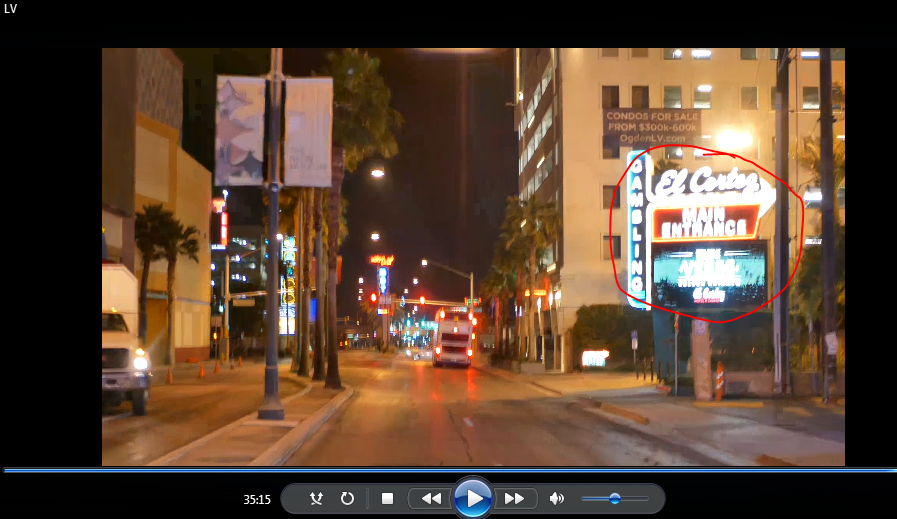 LV
CONDOS FOR SALE
FROM $300k-600k
OgdenLV.com
GAMBLING
El Cortez
MAIN
ENTRANCE
35:15